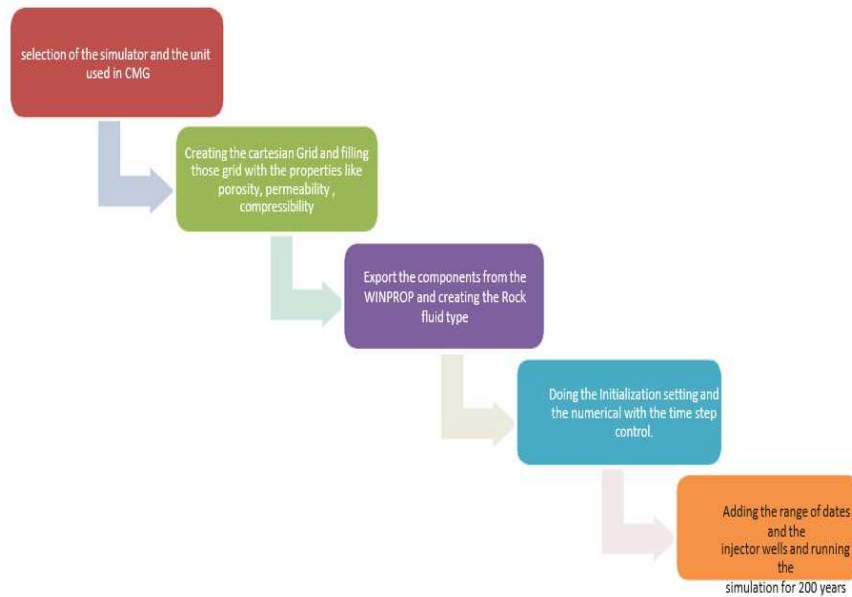 selection of the simulator and the unit
used in CMG
Creating the cartesian Grid and filling
those grid with the properties like
porosity, permeability ,
compressibility
Export the components from the
WINPROP and creating the Rock
fluid type
Doing the Initialization setting and
the numerical with the time step
control.
Adding the range of dates
and the
injector wells and running
the
simulation for 200 years